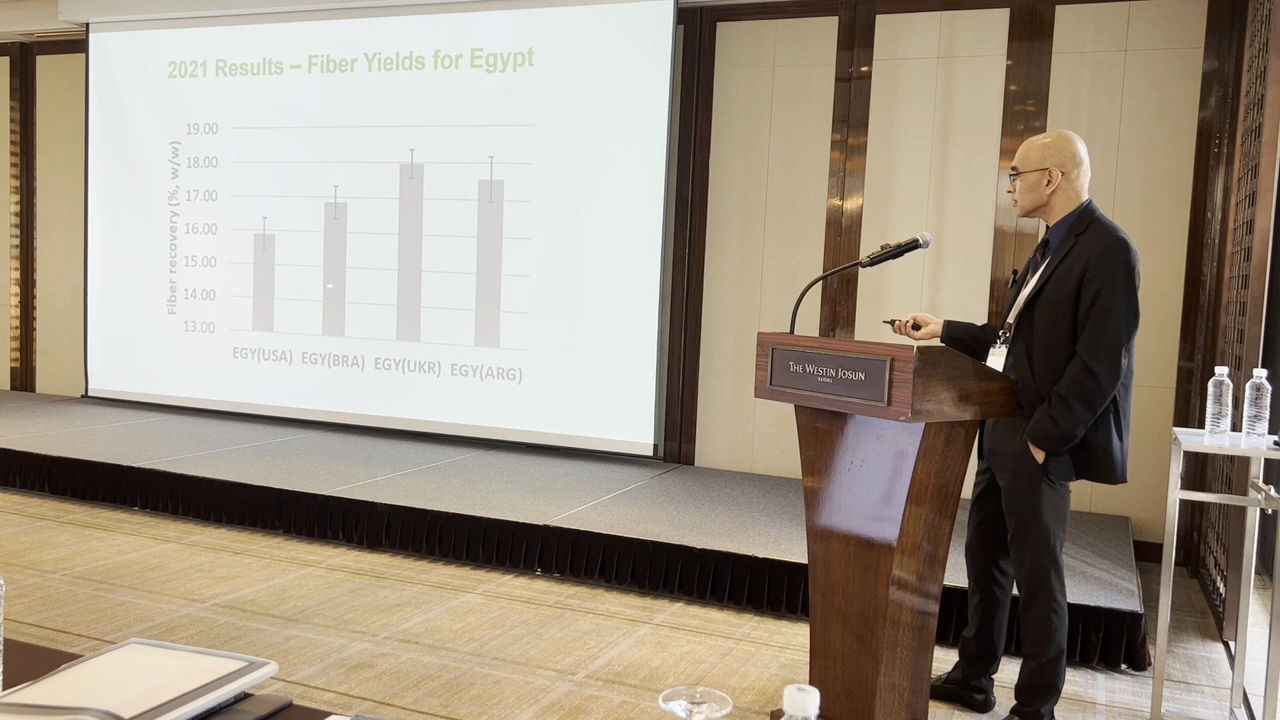 2021 Results – Fiber Yields for Egypt
Fiber recovery (%, w/w)
19.00
18.00
17.00
16.00
15.00
14.00
13.00
EGY(USA) EGY(BRA) EGY(UKR) EGY(ARG)
THE WESTIN JOSUN
SEOUL